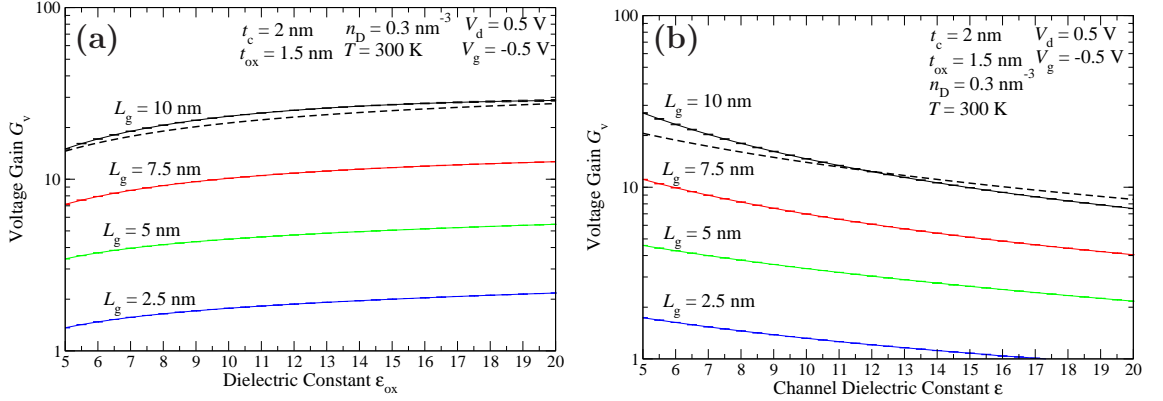 (a)
t_c = 2 nm n_D = 0.3 nm^-3 V_d = 0.5 V
t_ox = 1.5 nm T = 300 K V_g = -0.5 V
L_g = 10 nm
L_g = 7.5 nm
L_g = 5 nm
L_g = 2.5 nm
Voltage Gain G_v
100
10
1
5 6 7 8 9 10 11 12 13 14 15 16 17 18 19 20
Dielectric Constant ε_ox
(b)
t_c = 2 nm V_d = 0.5 V
t_ox = 1.5 nm V_g = -0.5 V
n_D = 0.3 nm^-3
T = 300 K
L_g = 10 nm
L_g = 7.5 nm
L_g = 5 nm
L_g = 2.5 nm
Voltage Gain G_v
100
10
1
5 6 7 8 9 10 11 12 13 14 15 16 17 18 19 20
Channel Dielectric Constant ε